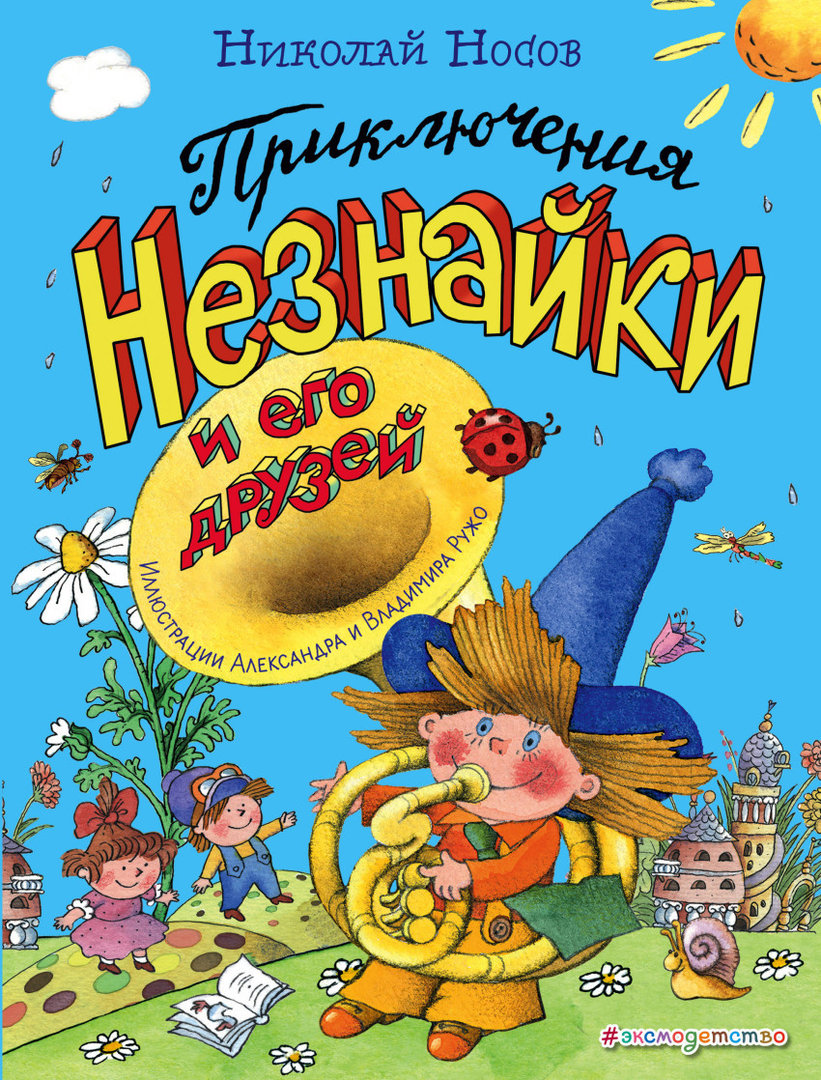 Николай Носов
Приключения
Незнайки
и его
друзей
Иллюстрации Александра и Владимира Ружо
#эксмодетство